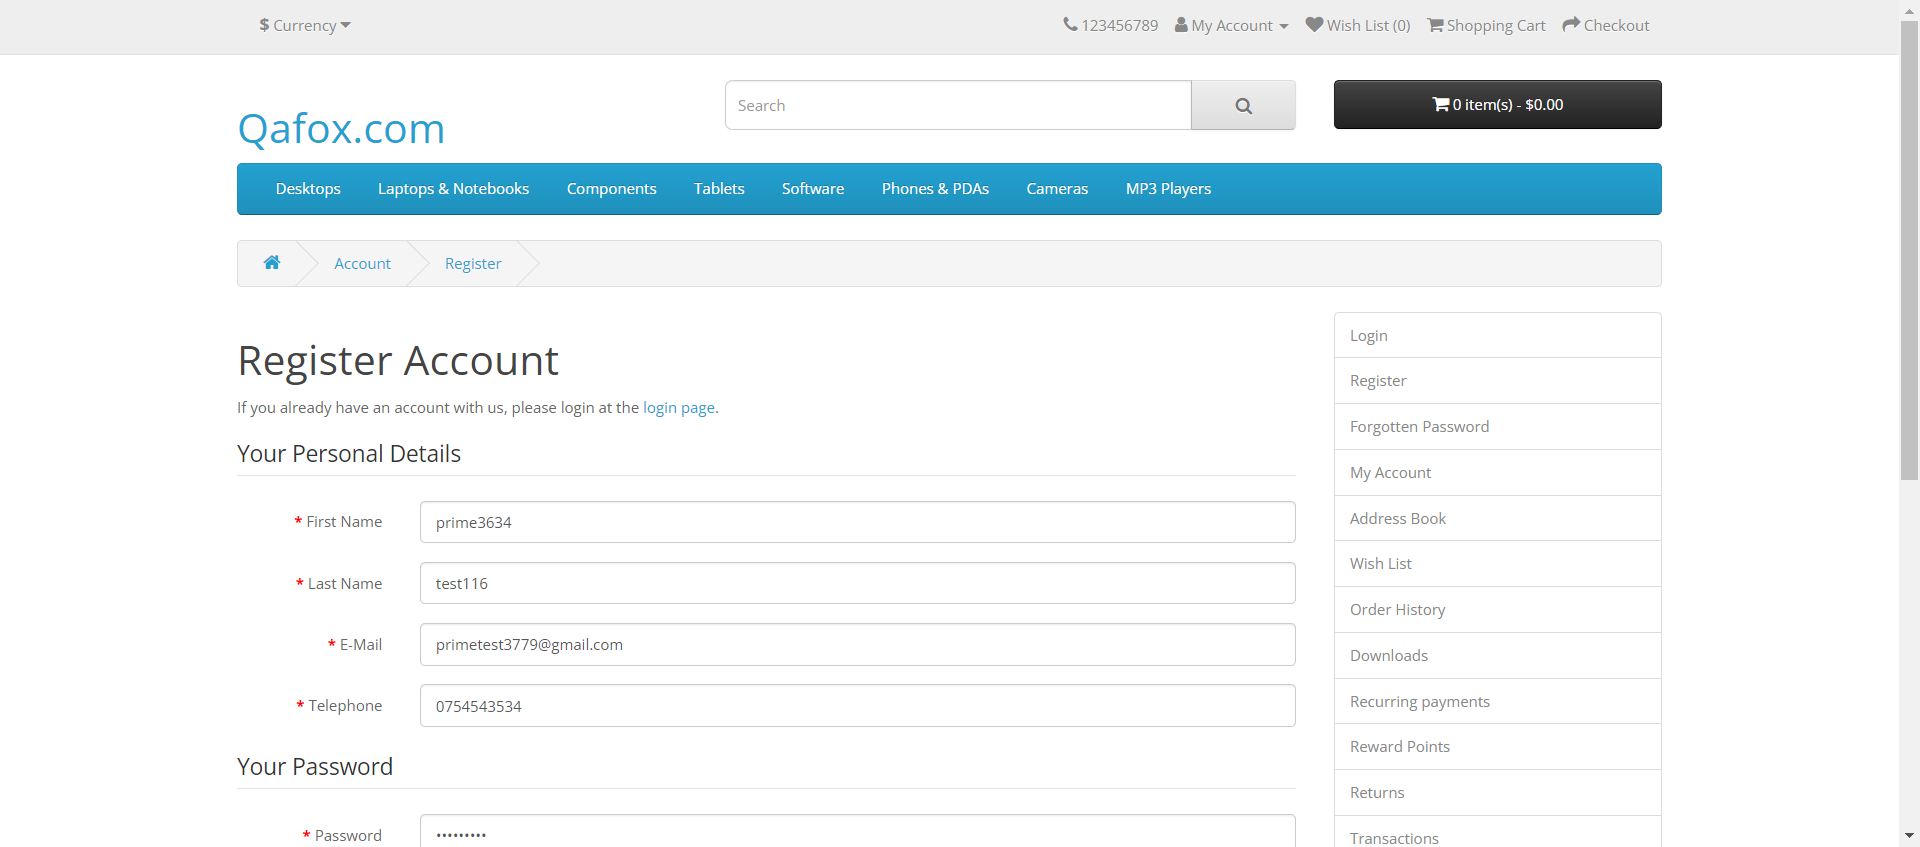 $ Currency
123456789 My Account Wish List (0) Shopping Cart Checkout
Qafox.com
Search
0 item(s) - $0.00
Desktops Laptops & Notebooks Components Tablets Software Phones & PDAs Cameras MP3 Players
Account Register
Register Account
If you already have an account with us, please login at the login page.
Your Personal Details
* First Name prime3634
* Last Name test116
* E-Mail primetest3779@gmail.com
* Telephone 0754543534
Your Password
* Password •••••••••
Login
Register
Forgotten Password
My Account
Address Book
Wish List
Order History
Downloads
Recurring payments
Reward Points
Returns
Transactions